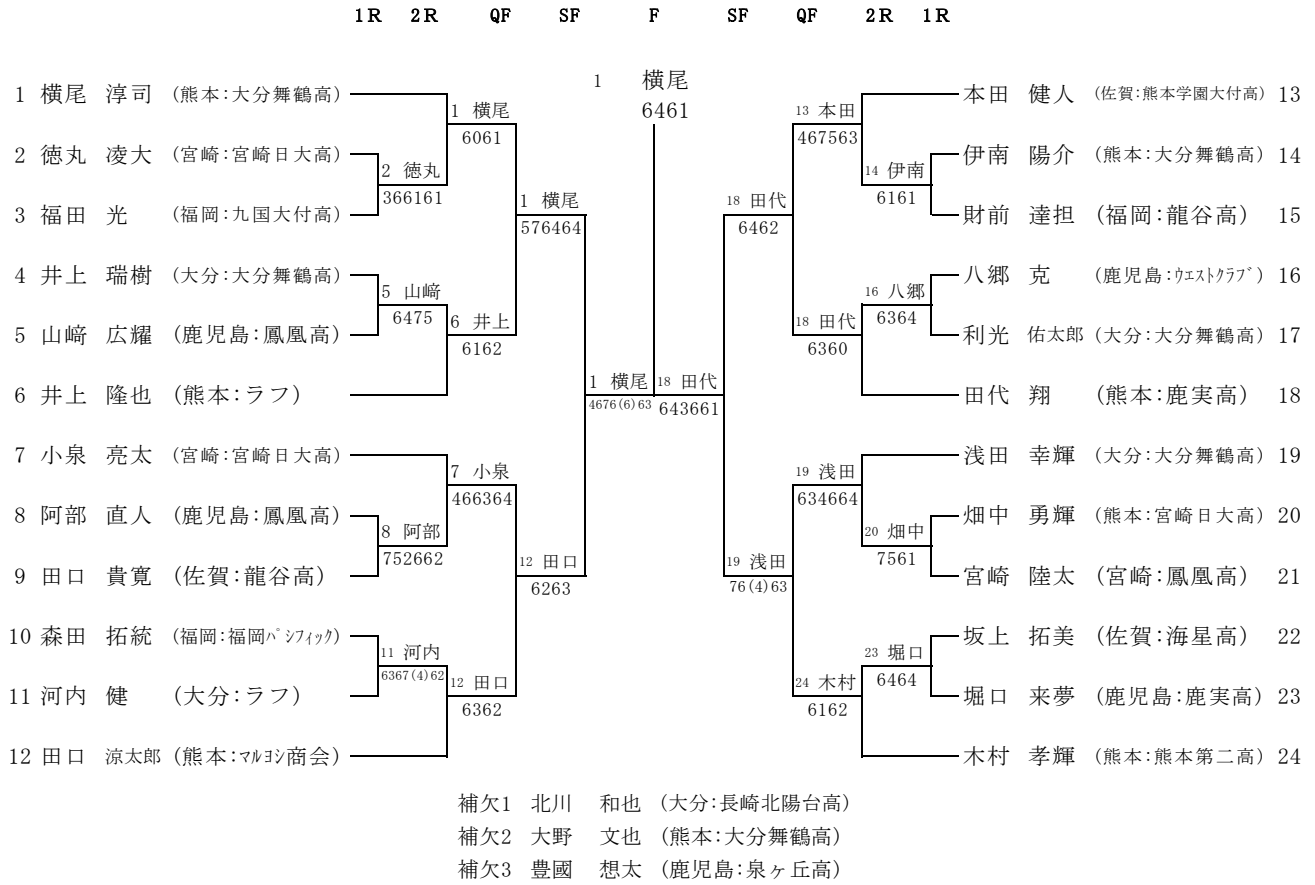 1R 2R QF SF F SF QF 2R 1R
1 横尾
6461
1 横尾 淳司 (熊本:大分舞鶴高)
2 徳丸 凌大 (宮崎:宮崎日大高)
3 福田 光 (福岡:九国大付高)
4 井上 瑞樹 (大分:大分舞鶴高)
5 山﨑 広耀 (鹿児島:鳳凰高)
6 井上 隆也 (熊本:ラフ)
7 小泉 亮太 (宮崎:宮崎日大高)
8 阿部 直人 (鹿児島:鳳凰高)
9 田口 貴寛 (佐賀:龍谷高)
10 森田 拓統 (福岡:福岡パシフィック)
11 河内 健 (大分:ラフ)
12 田口 涼太郎 (熊本:マルヨシ商会)
2 徳丸
366161
5 山﨑
6475
8 阿部
752662
11 河内
6367(4)62
1 横尾
6061
6 井上
6162
7 小泉
466364
12 田口
6362
1 横尾
576464
12 田口
6263
1 横尾
4676(6)63
18 田代
643661
18 田代
6462
19 浅田
76(4)63
13 本田
467563
18 田代
6360
19 浅田
634664
24 木村
6162
14 伊南
6161
16 八郷
6364
20 畑中
7561
23 堀口
6464
本田 健人 (佐賀:熊本学園大付高) 13
伊南 陽介 (熊本:大分舞鶴高) 14
財前 達担 (福岡:龍谷高) 15
八郷 克 (鹿児島:ウエストクラブ) 16
利光 佑太郎 (大分:大分舞鶴高) 17
田代 翔 (熊本:鹿実高) 18
浅田 幸輝 (大分:大分舞鶴高) 19
畑中 勇輝 (熊本:宮崎日大高) 20
宮崎 陸太 (宮崎:鳳凰高) 21
坂上 拓美 (佐賀:海星高) 22
堀口 来夢 (鹿児島:鹿実高) 23
木村 孝輝 (熊本:熊本第二高) 24
補欠1 北川 和也 (大分:長崎北陽台高)
補欠2 大野 文也 (熊本:大分舞鶴高)
補欠3 豊國 想太 (鹿児島:泉ヶ丘高)